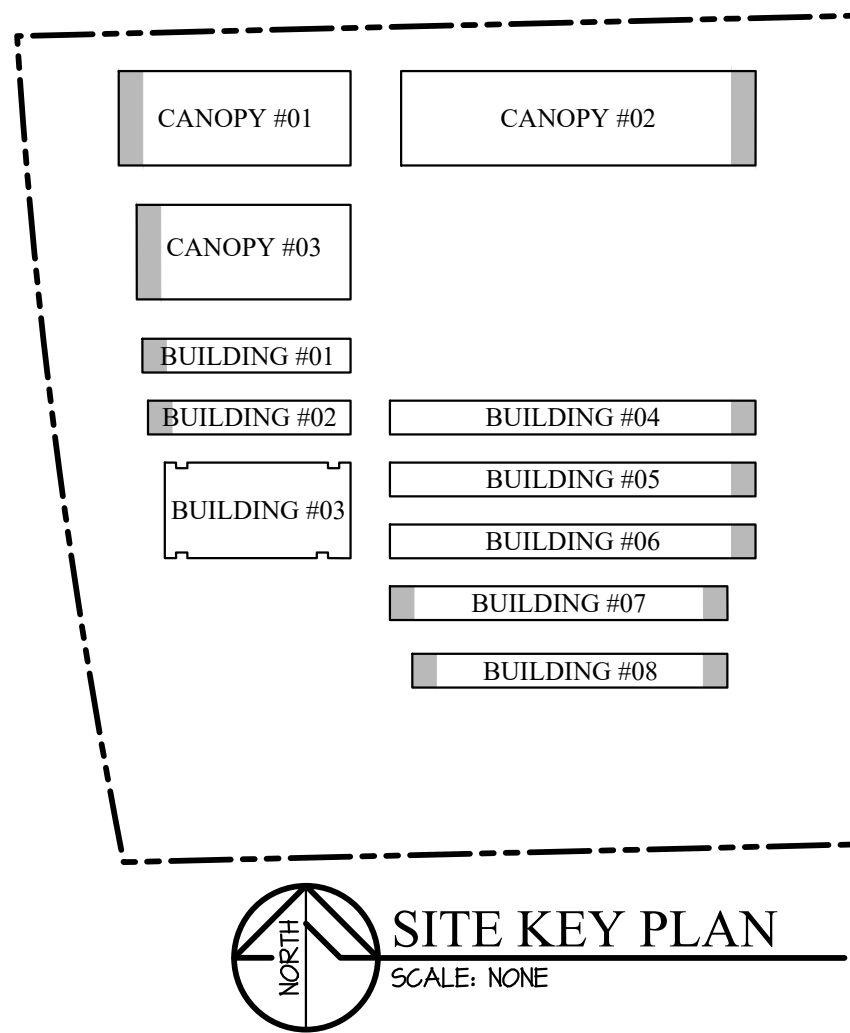 CANOPY #01
CANOPY #02
CANOPY #03
BUILDING #01
BUILDING #02
BUILDING #04
BUILDING #03
BUILDING #05
BUILDING #06
BUILDING #07
BUILDING #08
NORTH
SITE KEY PLAN
SCALE: NONE